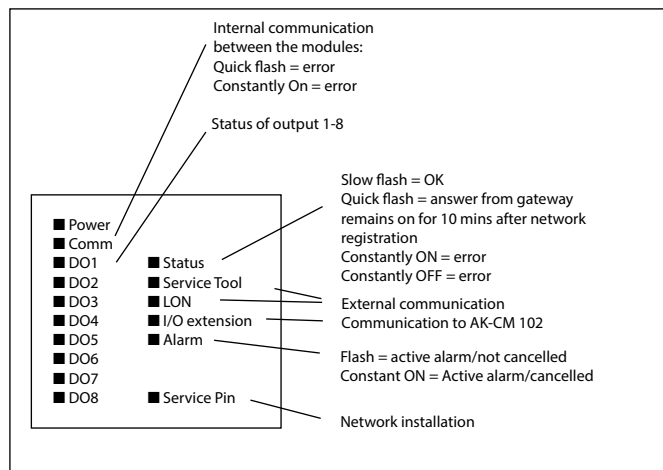 Internal communication
between the modules:
Quick flash = error
Constantly On = error
Status of output 1-8
Slow flash = OK
Quick flash = answer from gateway
remains on for 10 mins after network
registration
Constantly ON = error
Constantly OFF = error
External communication
Communication to AK-CM 102
Flash = active alarm/not cancelled
Constant ON = Active alarm/cancelled
Network installation
■ Power
■ Comm
■ DO1 ■ Status
■ DO2 ■ Service Tool
■ DO3 ■ LON
■ DO4 ■ I/O extension
■ DO5 ■ Alarm
■ DO6
■ DO7
■ DO8 ■ Service Pin